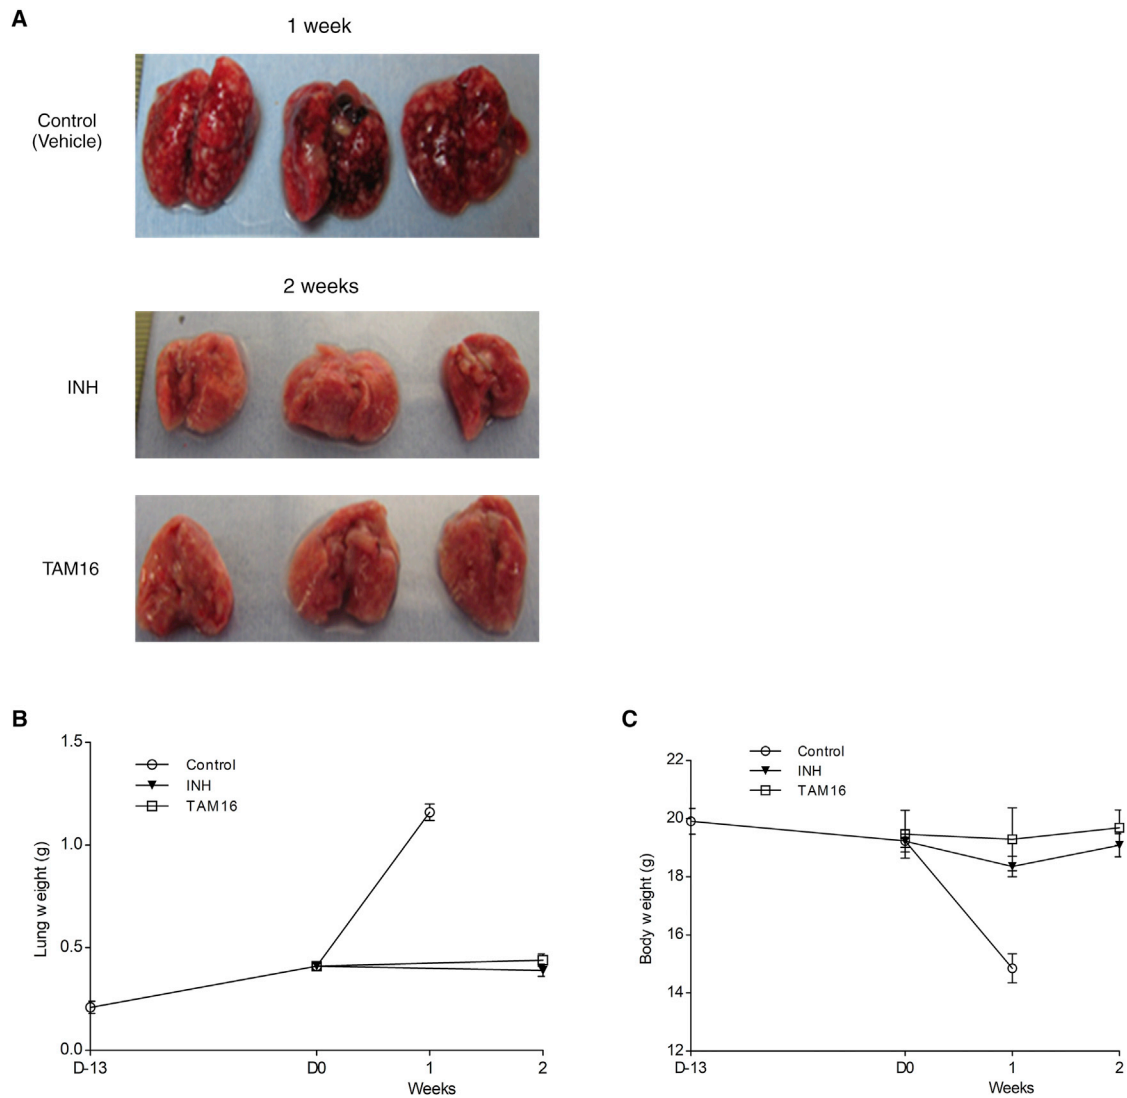 A
1 week
Control
(Vehicle)
2 weeks
INH
TAM16
B
1.5
1.0
0.5
0.0
Lung weight (g)
Control
INH
TAM16
D-13
D0
1
2
Weeks
C
22
20
18
16
14
12
Body weight (g)
Control
INH
TAM16
D-13
D0
1
2
Weeks